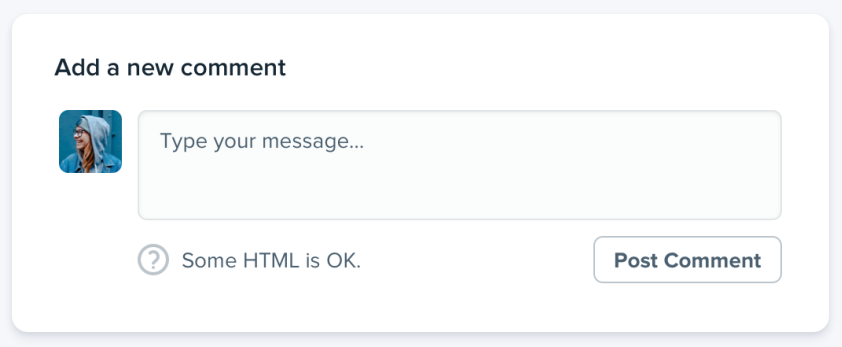 Add a new comment
Type your message...
? Some HTML is OK.
Post Comment